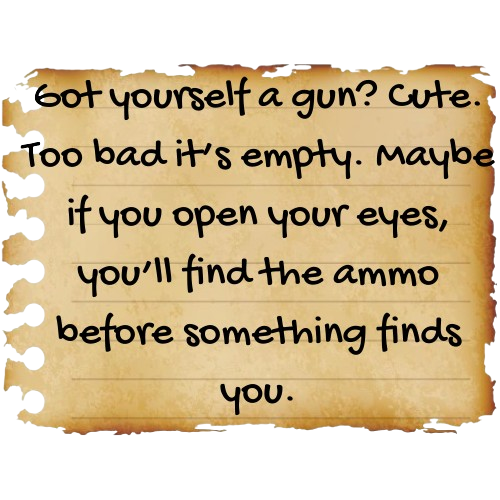 Got yourself a gun? Cute.
Too bad it's empty. Maybe
if you open your eyes,
you'll find the ammo
before something finds
you.